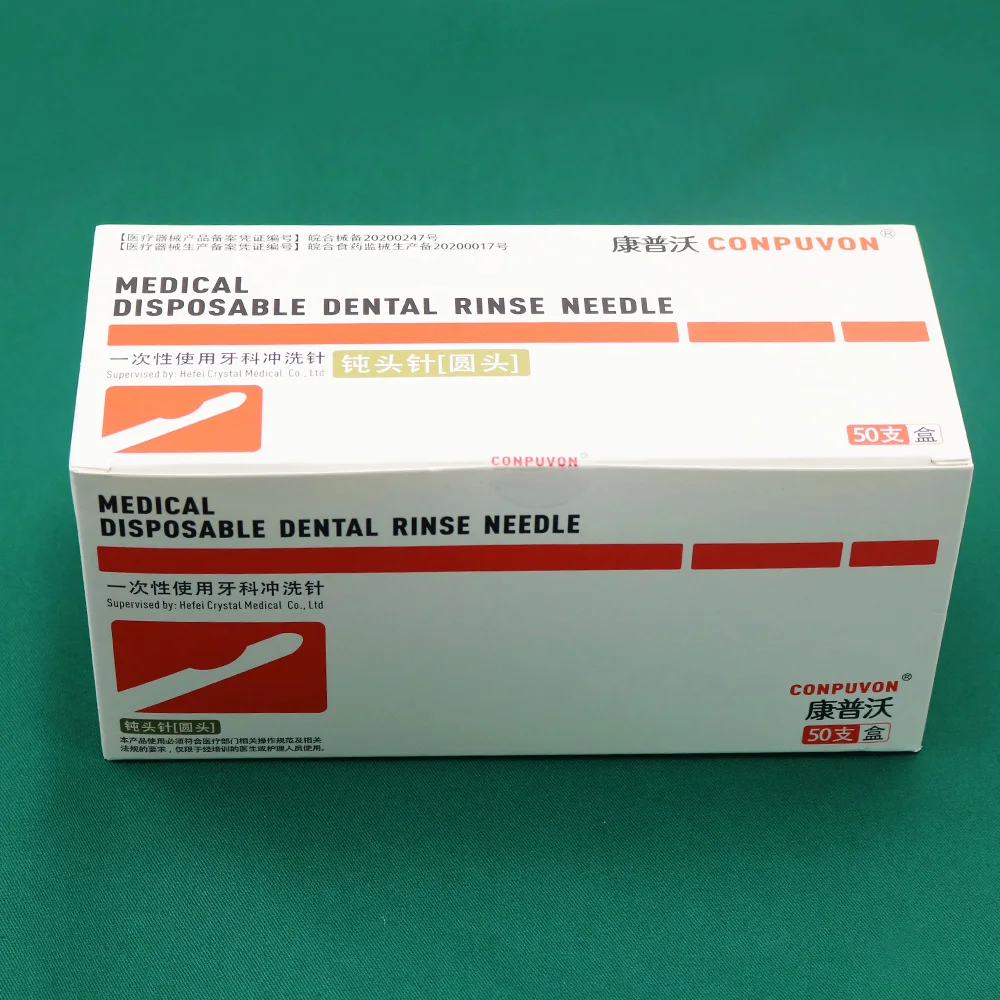 【医疗器械产品备案凭证编号】皖合械备20200247号
【医疗器械生产备案凭证编号】皖合食药监械生产备20200017号
康普沃 CONPUVON®
MEDICAL
DISPOSABLE DENTAL RINSE NEEDLE
一次性使用牙科冲洗针
Supervised by: Hefei Crystal Medical Co., Ltd
钝头针[圆头]
50支 盒
CONPUVON®
MEDICAL
DISPOSABLE DENTAL RINSE NEEDLE
一次性使用牙科冲洗针
Supervised by: Hefei Crystal Medical Co., Ltd
钝头针[圆头]
本产品使用必须符合医疗部门相关操作规范及相关
法规的要求，仅限于经培训的医生或护理人员使用。
CONPUVON®
康普沃
50支 盒